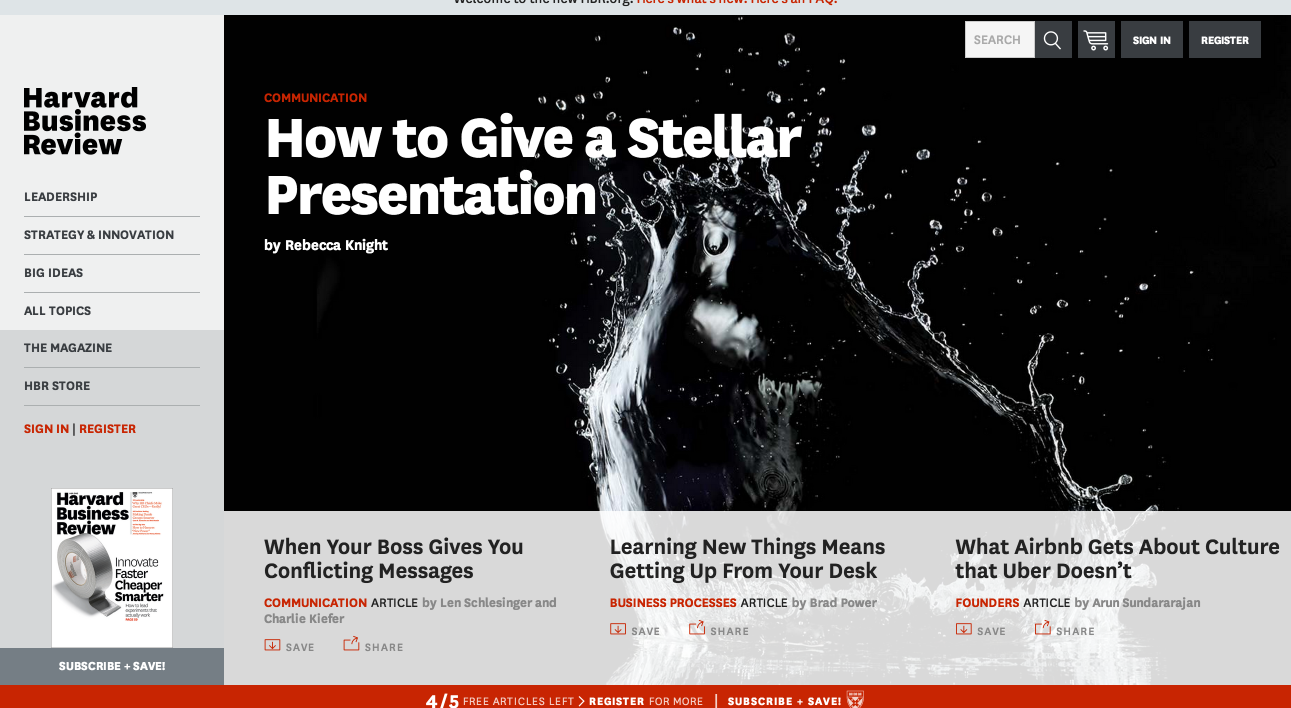 Welcome to the new HBR.org. Here's what's new. Here's an FAQ.
SEARCH
SIGN IN
REGISTER
Harvard
Business
Review
LEADERSHIP
STRATEGY & INNOVATION
BIG IDEAS
ALL TOPICS
THE MAGAZINE
HBR STORE
SIGN IN | REGISTER
Harvard
Business
Review
Innovate
Faster
Cheaper
Smarter
How to lead
experiments that
actually work
SUBSCRIBE + SAVE!
COMMUNICATION
How to Give a Stellar
Presentation
by Rebecca Knight
When Your Boss Gives You
Conflicting Messages
COMMUNICATION ARTICLE by Len Schlesinger and
Charlie Kiefer
SAVE SHARE
Learning New Things Means
Getting Up From Your Desk
BUSINESS PROCESSES ARTICLE by Brad Power
SAVE SHARE
What Airbnb Gets About Culture
that Uber Doesn’t
FOUNDERS ARTICLE by Arun Sundararajan
SAVE SHARE
4/5 FREE ARTICLES LEFT > REGISTER FOR MORE | SUBSCRIBE + SAVE!